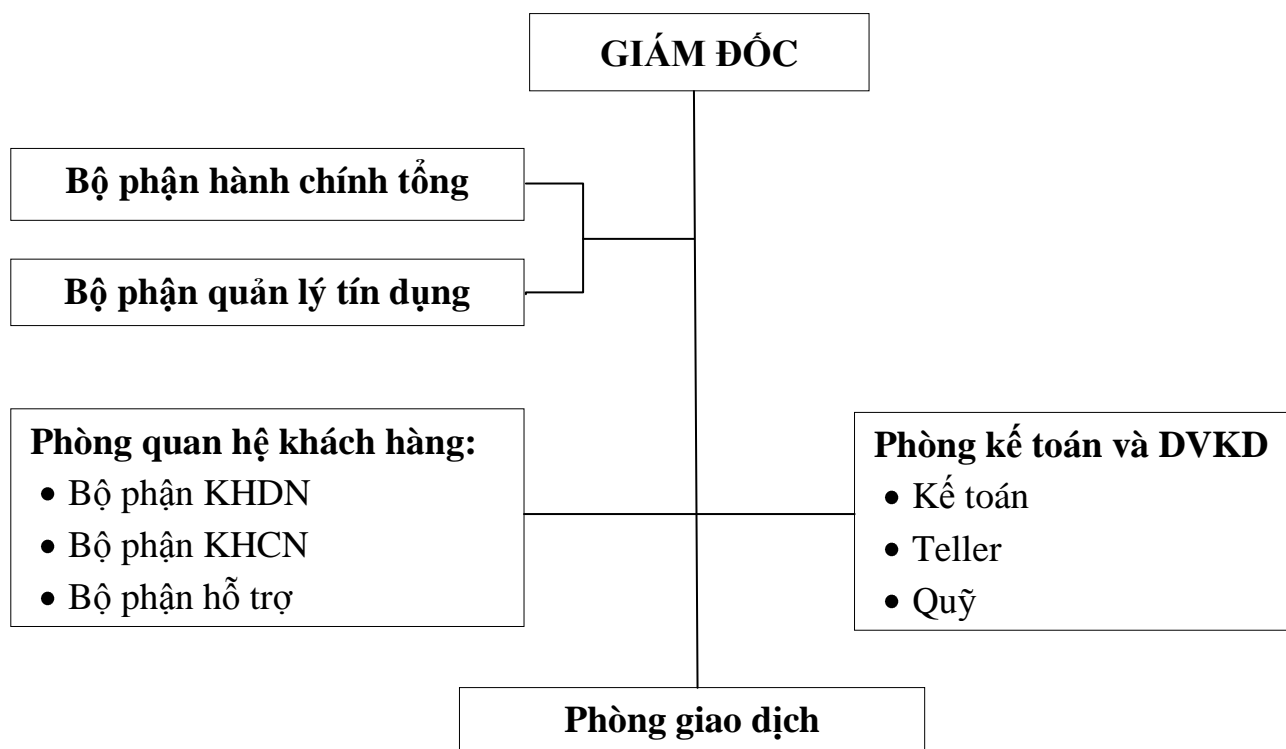 GIÁM ĐỐC
Bộ phận hành chính tổng
Bộ phận quản lý tín dụng
Phòng quan hệ khách hàng:
• Bộ phận KHDN
• Bộ phận KHCN
• Bộ phận hỗ trợ
Phòng kế toán và DVKD
• Kế toán
• Teller
• Quỹ
Phòng giao dịch